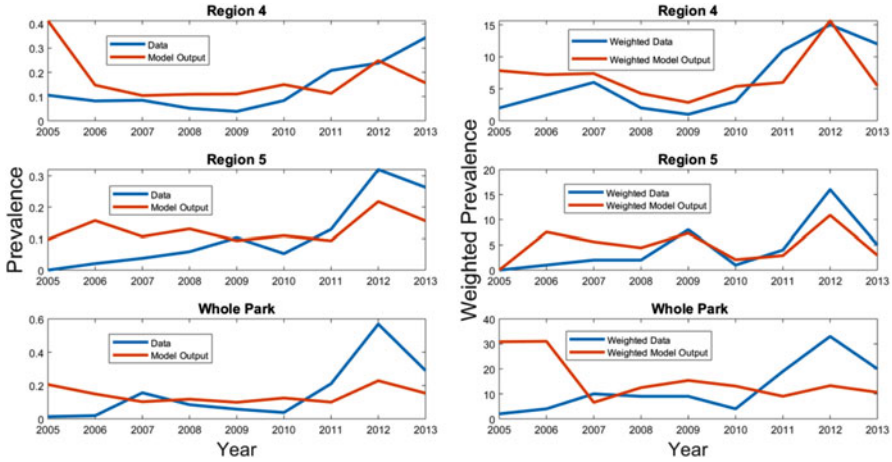 Region 4
0.4
0.3
0.2
0.1
0
Data
Model Output
2005 2006 2007 2008 2009 2010 2011 2012 2013
Region 5
0.3
0.2
0.1
0
Data
Model Output
2005 2006 2007 2008 2009 2010 2011 2012 2013
Whole Park
0.6
0.4
0.2
0
Data
Model Output
2005 2006 2007 2008 2009 2010 2011 2012 2013
Prevalence
Year
Region 4
15
10
5
0
Weighted Data
Weighted Model Output
2005 2006 2007 2008 2009 2010 2011 2012 2013
Region 5
20
15
10
5
0
Weighted Data
Weighted Model Output
2005 2006 2007 2008 2009 2010 2011 2012 2013
Whole Park
40
30
20
10
0
Weighted Data
Weighted Model Output
2005 2006 2007 2008 2009 2010 2011 2012 2013
Weighted Prevalence
Year